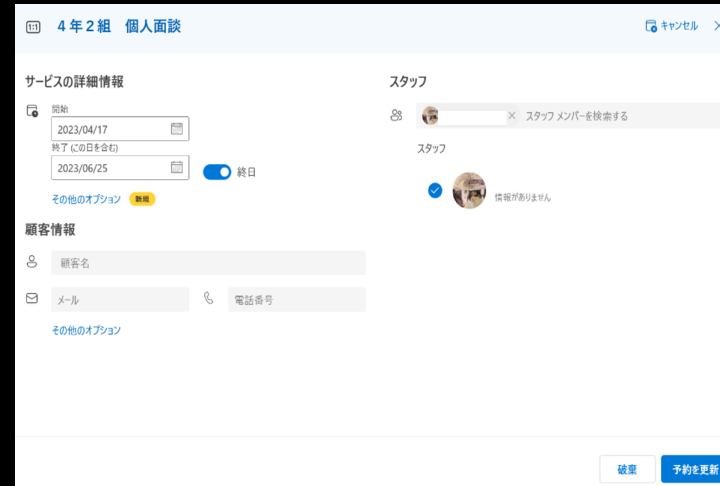 1:1 4年2組 個人面談
キャンセル
サービスの詳細情報
開始
2023/04/17
終了 (この日を含む)
2023/06/25
終日
その他のオプション 新規
顧客情報
顧客名
メール
電話番号
その他のオプション
スタッフ
スタッフ メンバーを検索する
スタッフ
情報がありません
破棄
予約を更新